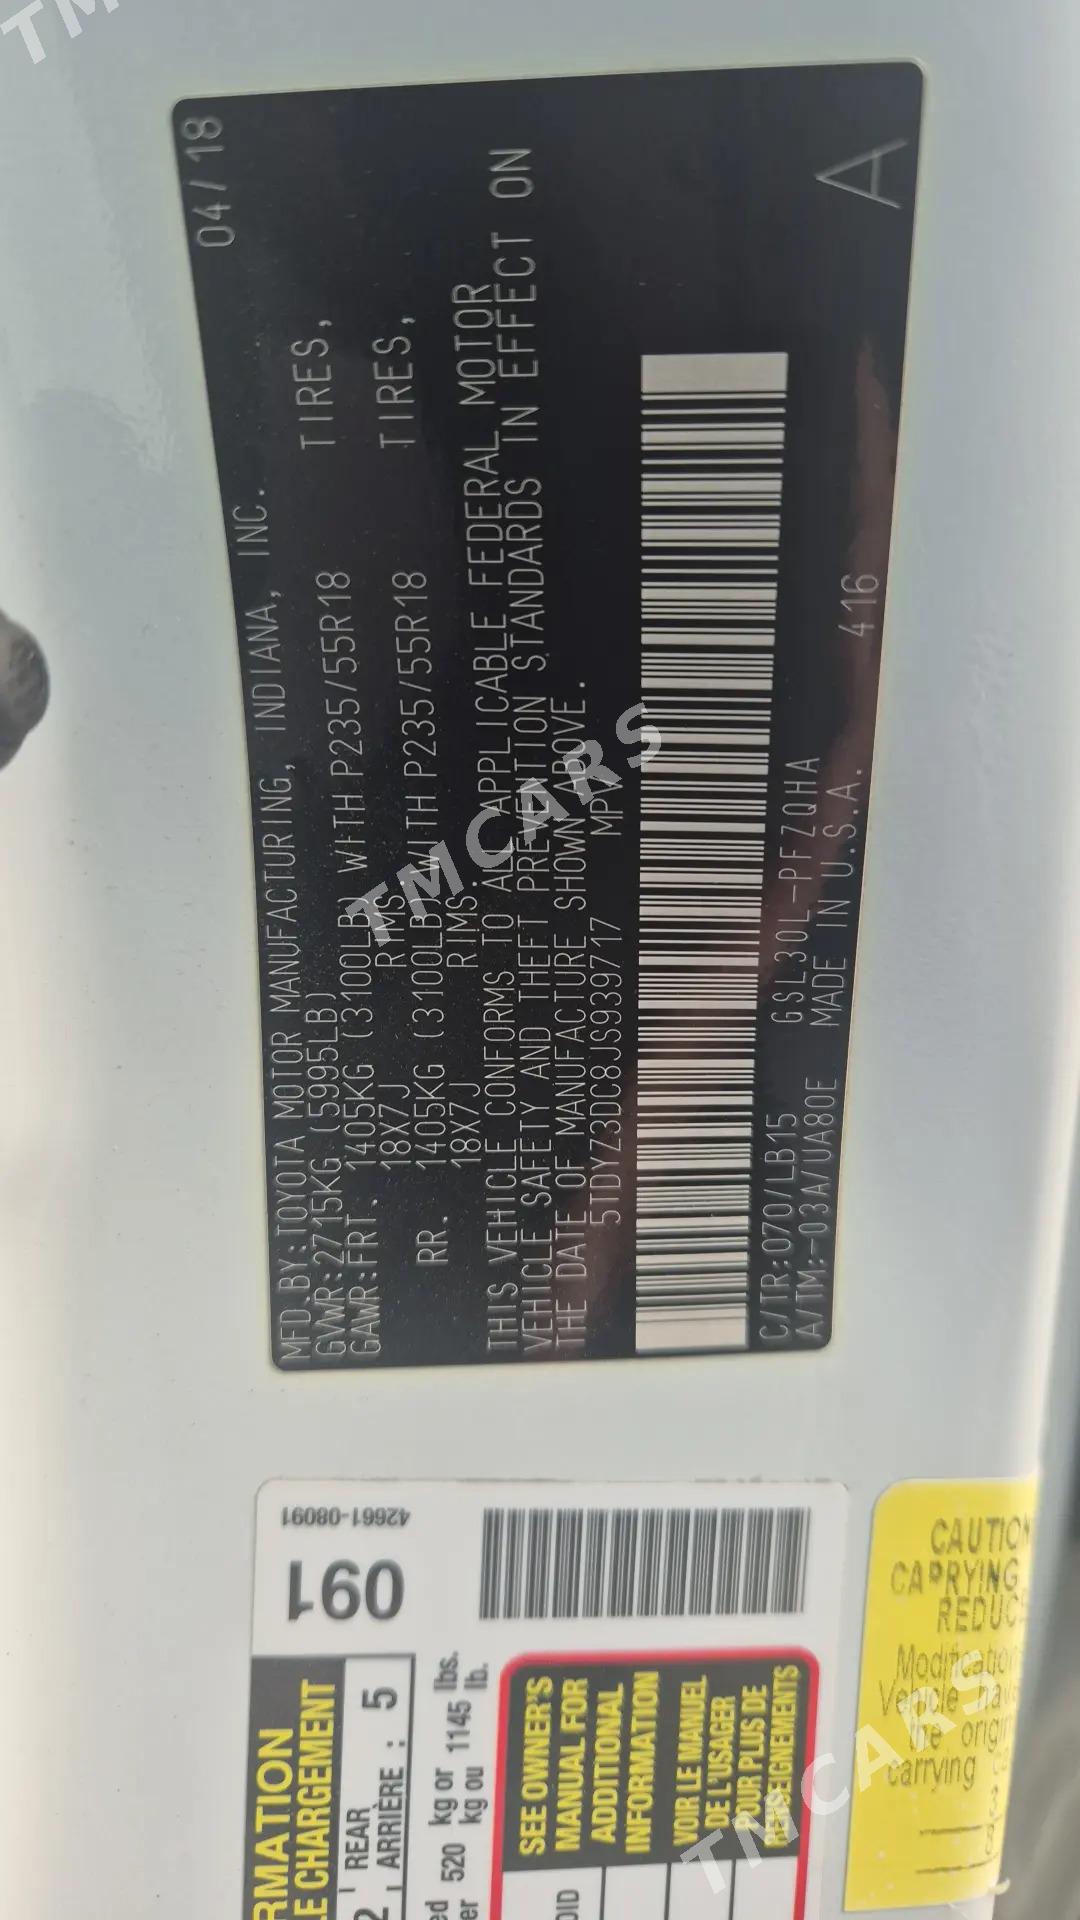 MFD.BY:TOYOTA MOTOR MANUFACTURING, INDIANA, INC. 04/18
GVWR:2715KG (5995LB)
GAWR:FRT. 1405KG (3100LB) WITH P235/55R18 TIRES,
18X7J RIMS,
RR. 1405KG (3100LB) WITH P235/55R18 TIRES,
18X7J RIMS.
THIS VEHICLE CONFORMS TO ALL APPLICABLE FEDERAL MOTOR
VEHICLE SAFETY AND THEFT PREVENTION STANDARDS IN EFFECT ON
THE DATE OF MANUFACTURE SHOWN ABOVE.
5TDYZ3DC8JS939717 MPV
C/TR:070/LB15 GSL30L-PFZQHA
A/TM:-03A/UA80E MADE IN U.S.A. 416 A
TMCARS
42661-08091
091
REAR
ARRIÈRE : 5
LE CHARGEMENT
520 kg or 1145 lbs.
kg ou lb.
SEE OWNER'S
MANUAL FOR
ADDITIONAL
INFORMATION
VOIR LE MANUEL
DE L'USAGER
POUR PLUS DE
RENSEIGNEMENTS
CAUTION
CARRYING
Vehicle
the
carrying
TMCARS